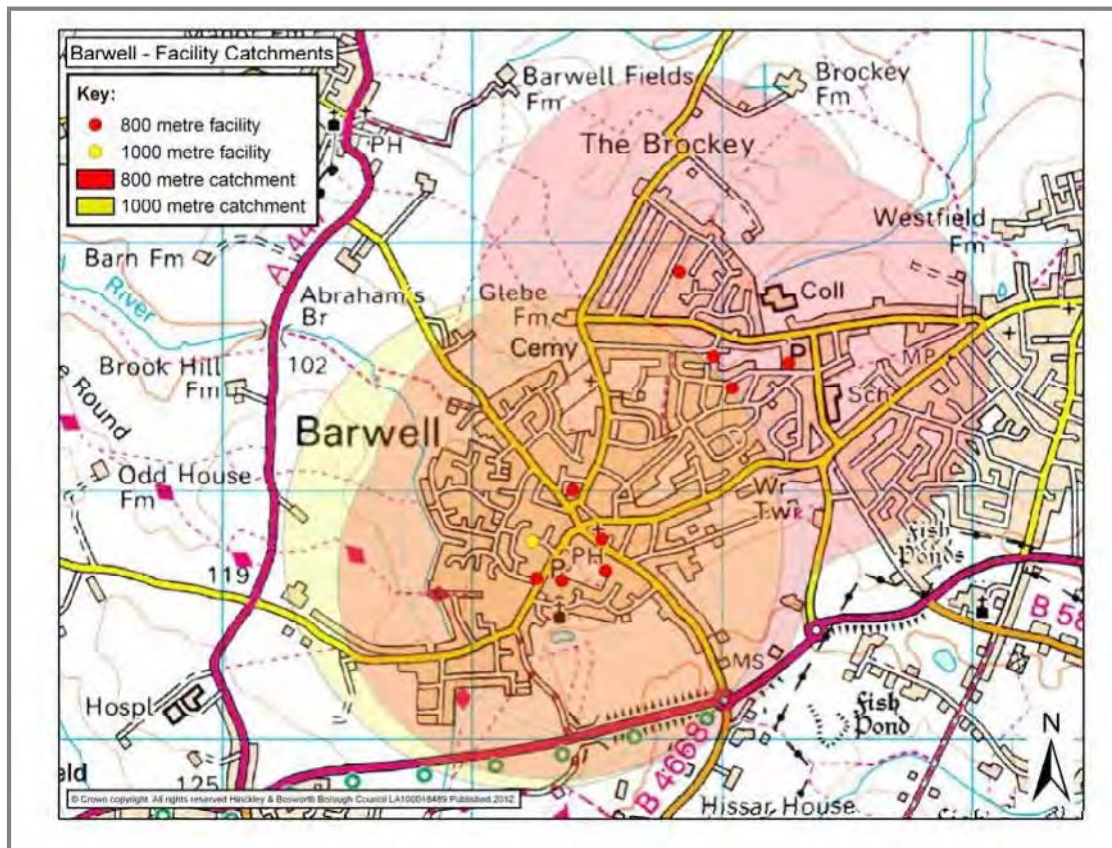 Barwell - Facility Catchments
Key:
800 metre facility
1000 metre facility
800 metre catchment
1000 metre catchment
PH
Barwell Fields
Fm
Brockey
Fm
The Brockey
Westfield
Fm
Barn Fm
A 44
River
Abraham's
Br
Glebe
Fm
Coll
Cemy
P
MP
102
Brook Hill
Fm
Sch
Round
Barwell
Odd House
Fm
Wr
Twr
Fish
Ponds
119
PH
P
B 58
MS
Hospl
Fish
Pond
B 4668
N
125
Hissar House
© Crown copyright. All rights reserved Hinckley & Bosworth Borough Council LA100018489 Published 2012